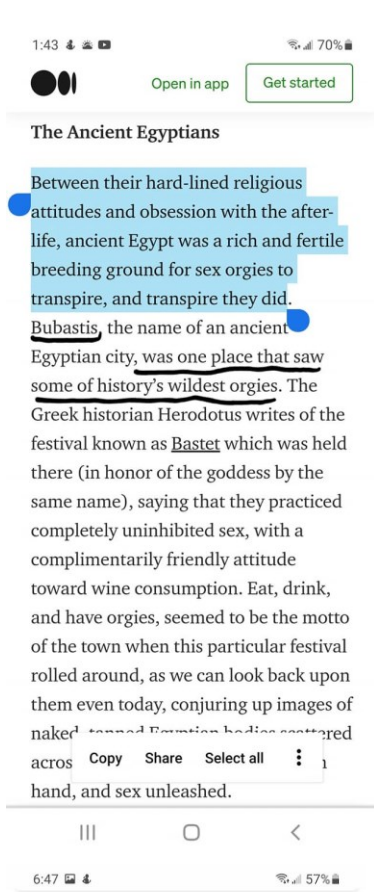 1:43 70%
Open in app Get started
The Ancient Egyptians
Between their hard-lined religious
attitudes and obsession with the after-
life, ancient Egypt was a rich and fertile
breeding ground for sex orgies to
transpire, and transpire they did.
Bubastis, the name of an ancient
Egyptian city, was one place that saw
some of history's wildest orgies. The
Greek historian Herodotus writes of the
festival known as Bastet which was held
there (in honor of the goddess by the
same name), saying that they practiced
completely uninhibited sex, with a
complimentarily friendly attitude
toward wine consumption. Eat, drink,
and have orgies, seemed to be the motto
of the town when this particular festival
rolled around, as we can look back upon
them even today, conjuring up images of
naked, tanned Egyptian bodies scattered
acros
Copy Share Select all
hand, and sex unleashed.
6:47 57%